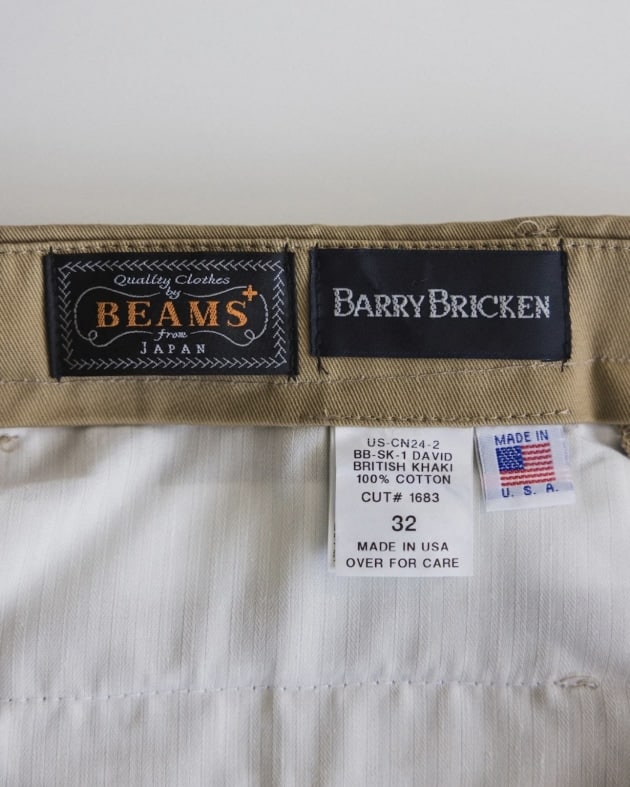 Quality Clothes
by
BEAMS+
from
JAPAN
BARRY BRICKEN
US-CN24-2
BB-SK-1 DAVID
BRITISH KHAKI
100% COTTON
CUT# 1683
32
MADE IN USA
OVER FOR CARE
MADE IN
U. S. A.